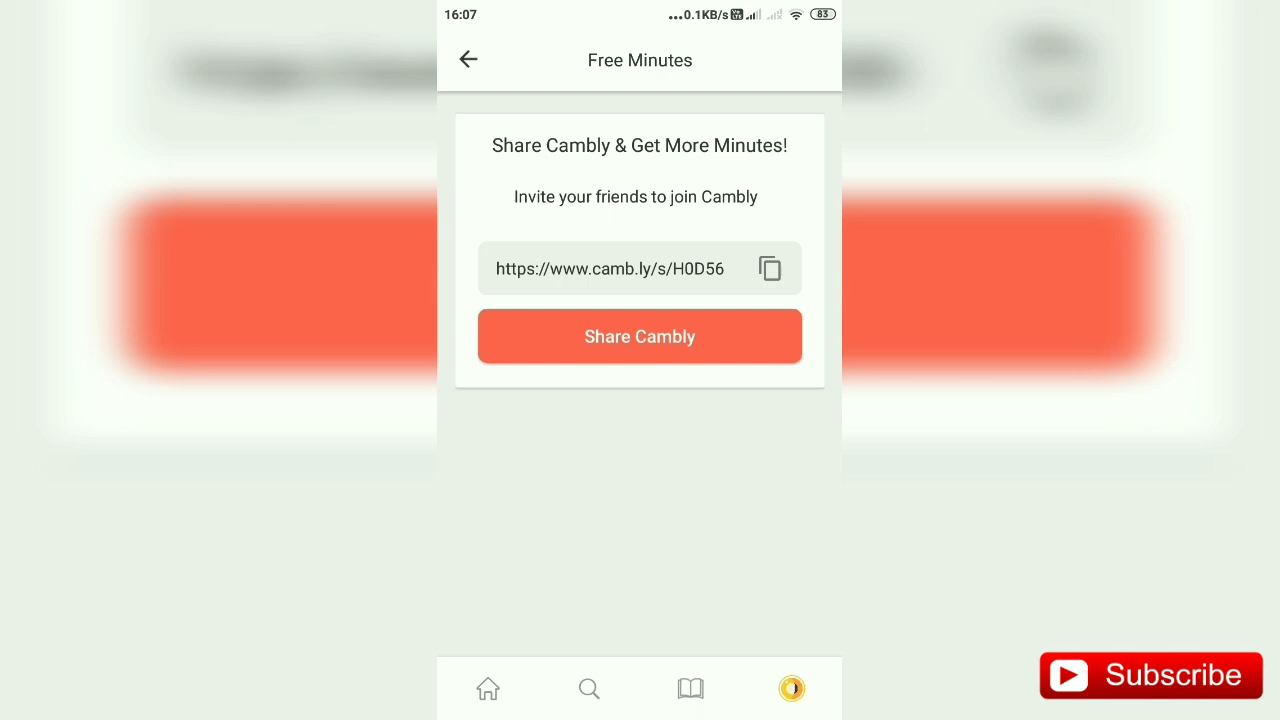 16:07
...0.1KB/s
83
Free Minutes
Share Cambly & Get More Minutes!
Invite your friends to join Cambly
https://www.camb.ly/s/H0D56
Share Cambly
Subscribe